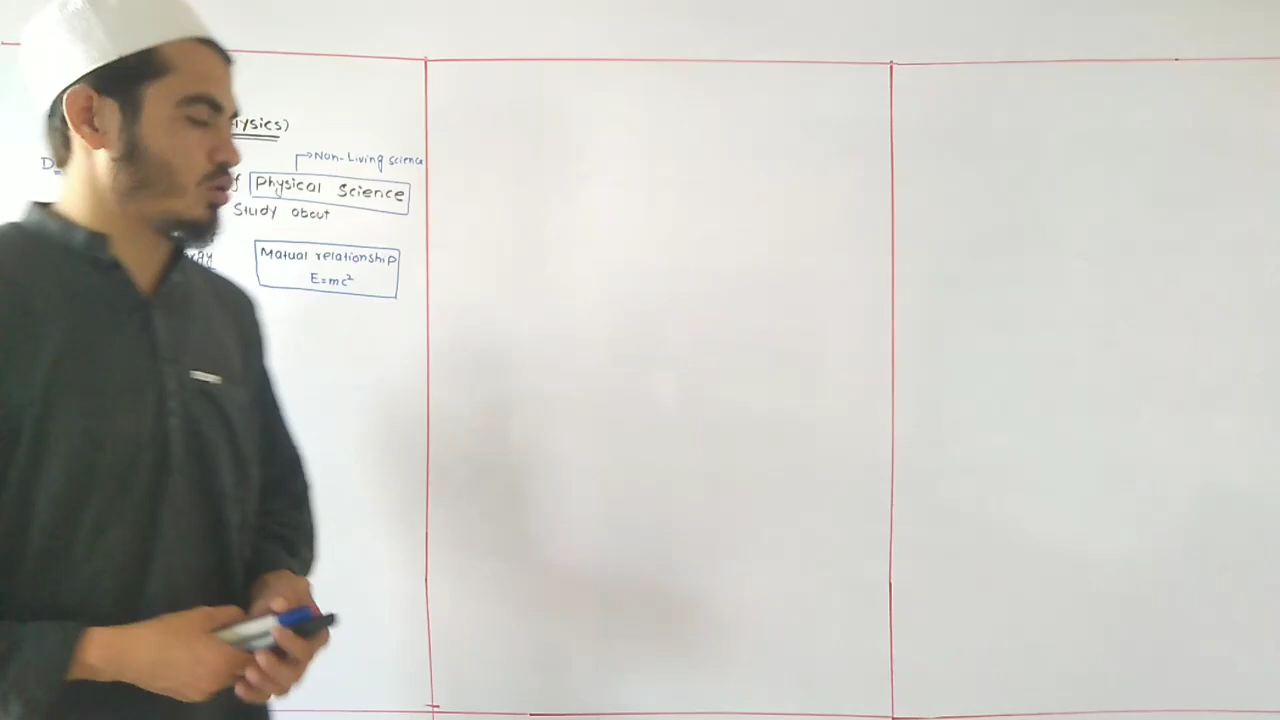 ysics)
Non-Living science
D
f Physical Science
Study about
Matual relationship
E=mc²